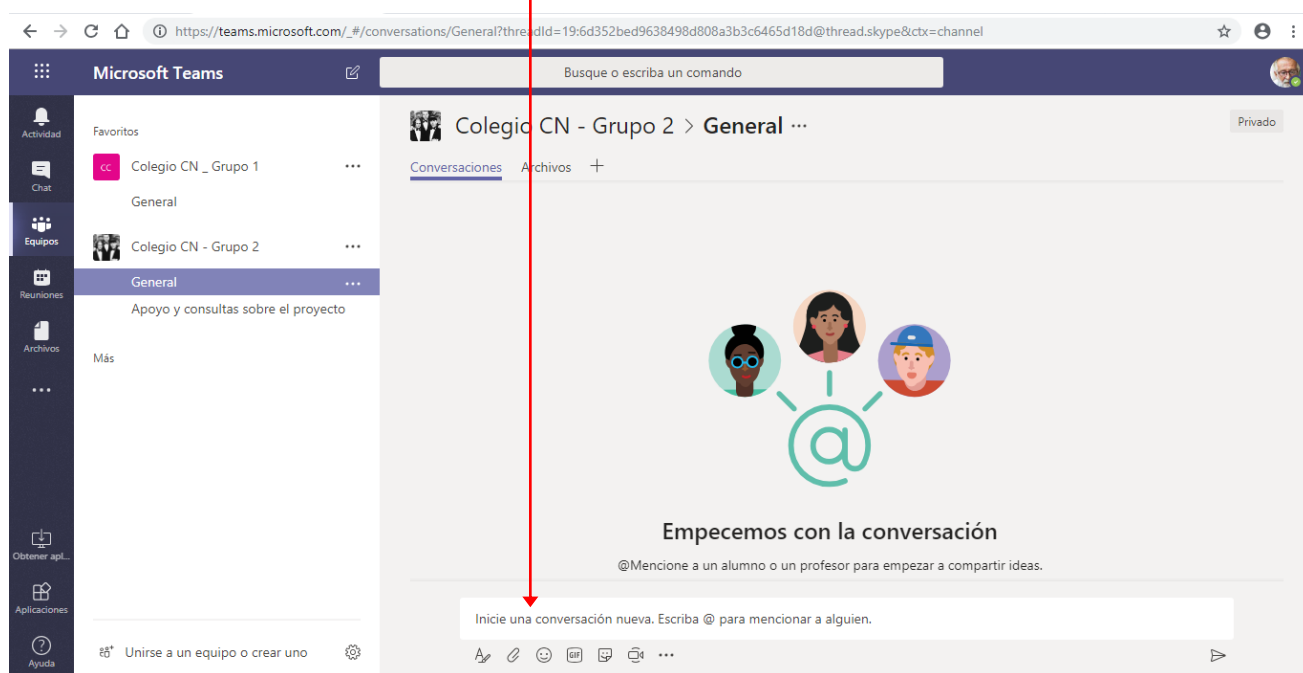 https://teams.microsoft.com/_#/conversations/General?threadId=19:6d352bed9638498d808a3b3c6465d18d@thread.skype&ctx=channel
Microsoft Teams
Busque o escriba un comando
Actividad
Chat
Equipos
Reuniones
Archivos
Obtener apl...
Aplicaciones
Ayuda
Favoritos
CC Colegio CN _ Grupo 1
General
Colegio CN - Grupo 2
General
Apoyo y consultas sobre el proyecto
Más
Unirse a un equipo o crear uno
Colegio CN - Grupo 2 > General ...
Privado
Conversaciones Archivos +
@
Empecemos con la conversación
@Mencione a un alumno o un profesor para empezar a compartir ideas.
Inicie una conversación nueva. Escriba @ para mencionar a alguien.
GIF